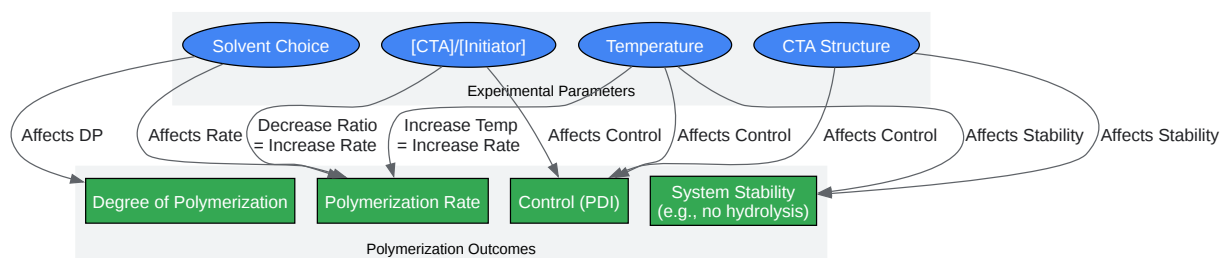 Solvent Choice
[CTA]/[Initiator]
Temperature
CTA Structure
Experimental Parameters
Affects DP
Affects Rate
Decrease Ratio
= Increase Rate
Increase Temp
= Increase Rate
Affects Control
Affects Control
Affects Control
Affects Stability
Affects Stability
Degree of Polymerization
Polymerization Rate
Control (PDI)
System Stability
(e.g., no hydrolysis)
Polymerization Outcomes